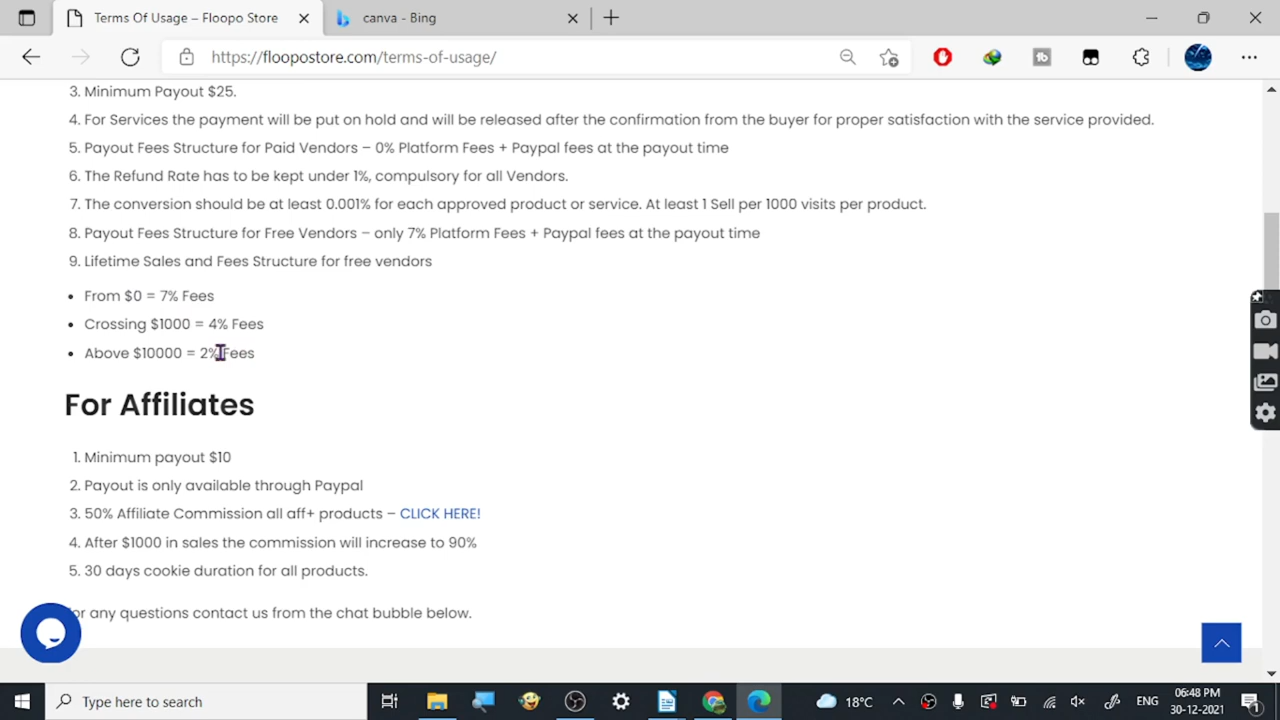 Terms Of Usage – Floopo Store
canva - Bing
https://floopostore.com/terms-of-usage/
3. Minimum Payout $25.
4. For Services the payment will be put on hold and will be released after the confirmation from the buyer for proper satisfaction with the service provided.
5. Payout Fees Structure for Paid Vendors – 0% Platform Fees + Paypal fees at the payout time
6. The Refund Rate has to be kept under 1%, compulsory for all Vendors.
7. The conversion should be at least 0.001% for each approved product or service. At least 1 Sell per 1000 visits per product.
8. Payout Fees Structure for Free Vendors – only 7% Platform Fees + Paypal fees at the payout time
9. Lifetime Sales and Fees Structure for free vendors
• From $0 = 7% Fees
• Crossing $1000 = 4% Fees
• Above $10000 = 2% Fees
For Affiliates
1. Minimum payout $10
2. Payout is only available through Paypal
3. 50% Affiliate Commission all aff+ products – CLICK HERE!
4. After $1000 in sales the commission will increase to 90%
5. 30 days cookie duration for all products.
or any questions contact us from the chat bubble below.
Type here to search
18°C
ENG
06:48 PM
30-12-2021
1